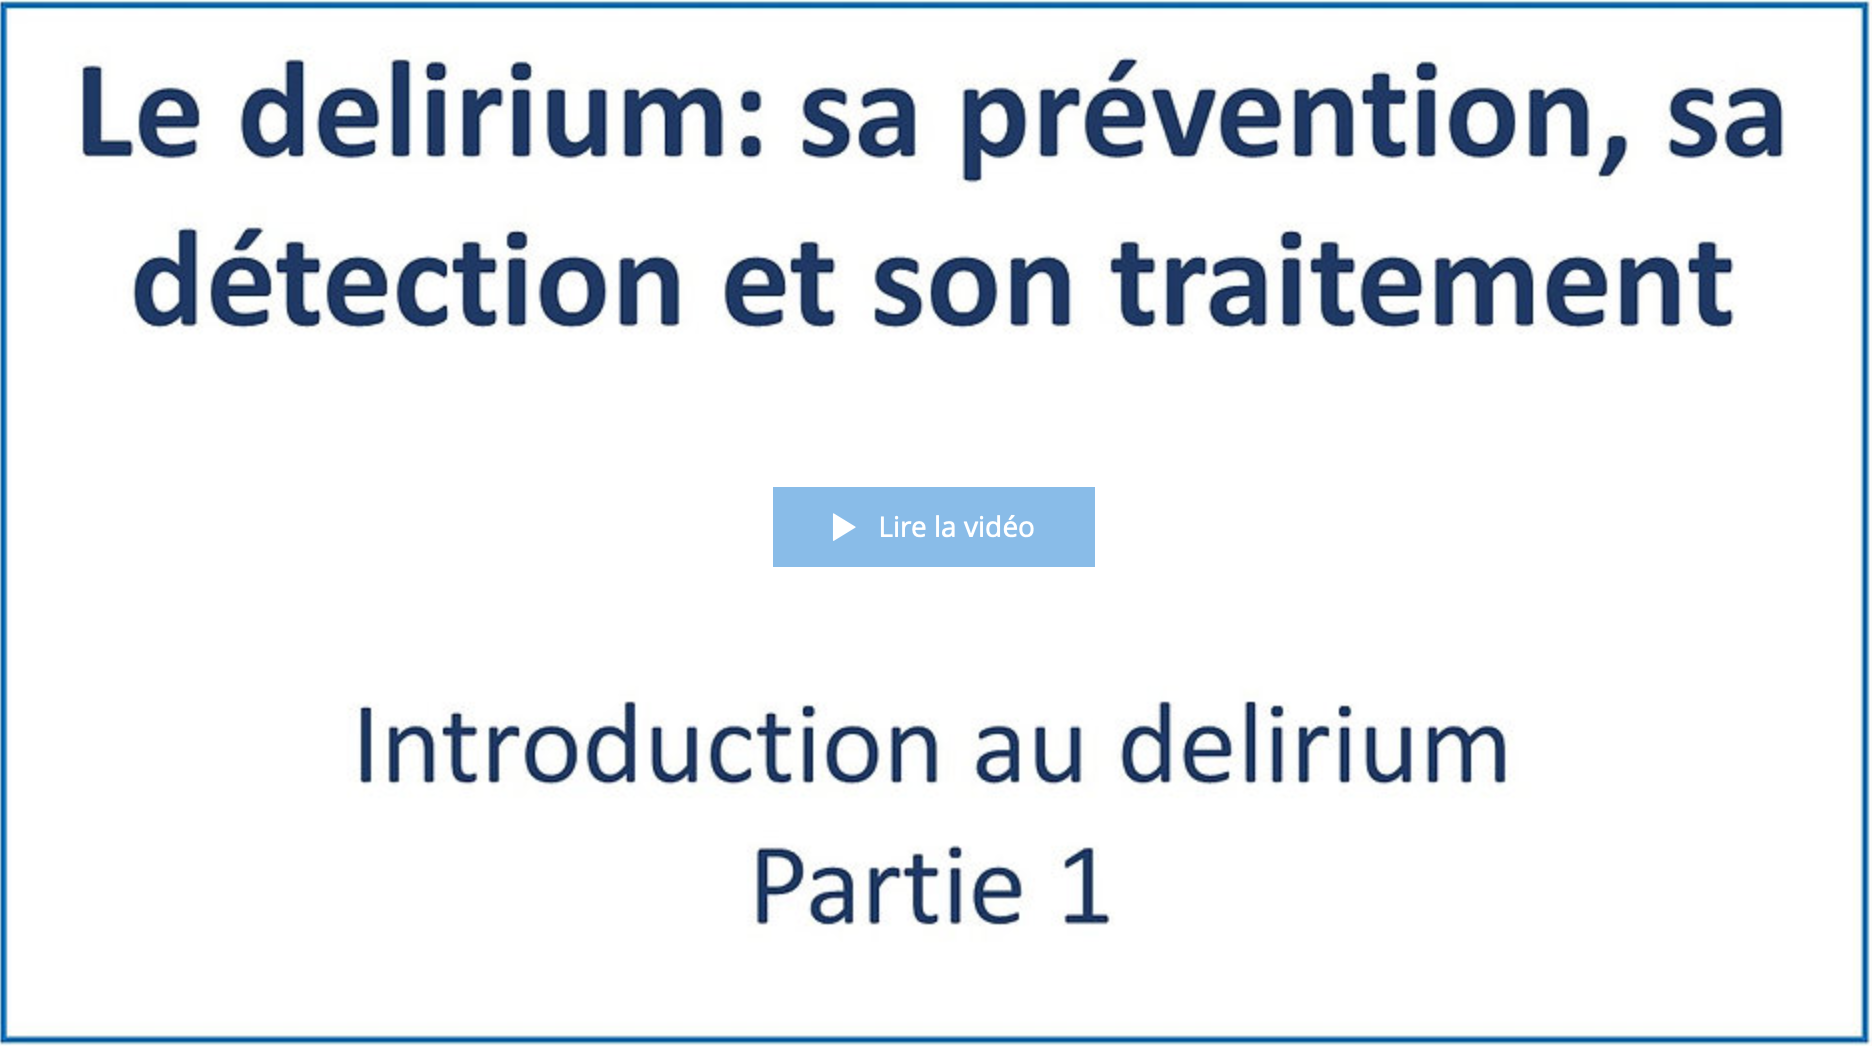 Le delirium: sa prévention, sa
détection et son traitement
Lire la vidéo
Introduction au delirium
Partie 1